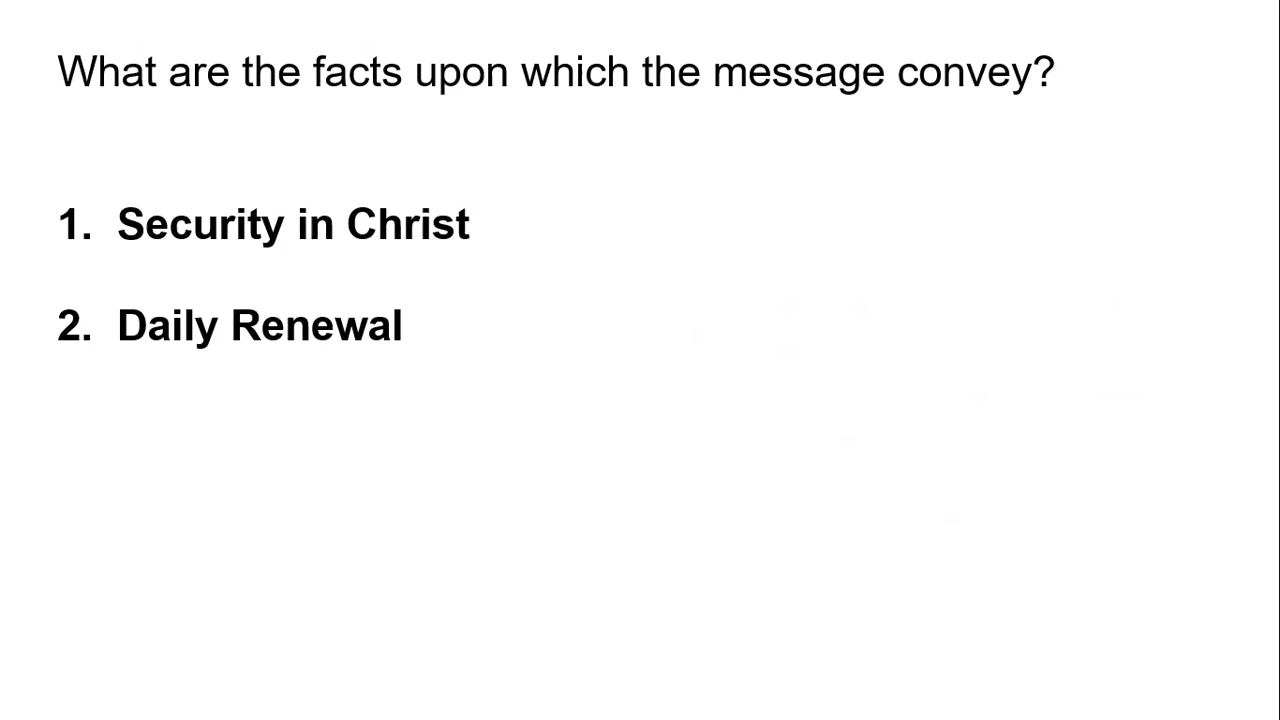 What are the facts upon which the message convey?
1. Security in Christ
2. Daily Renewal